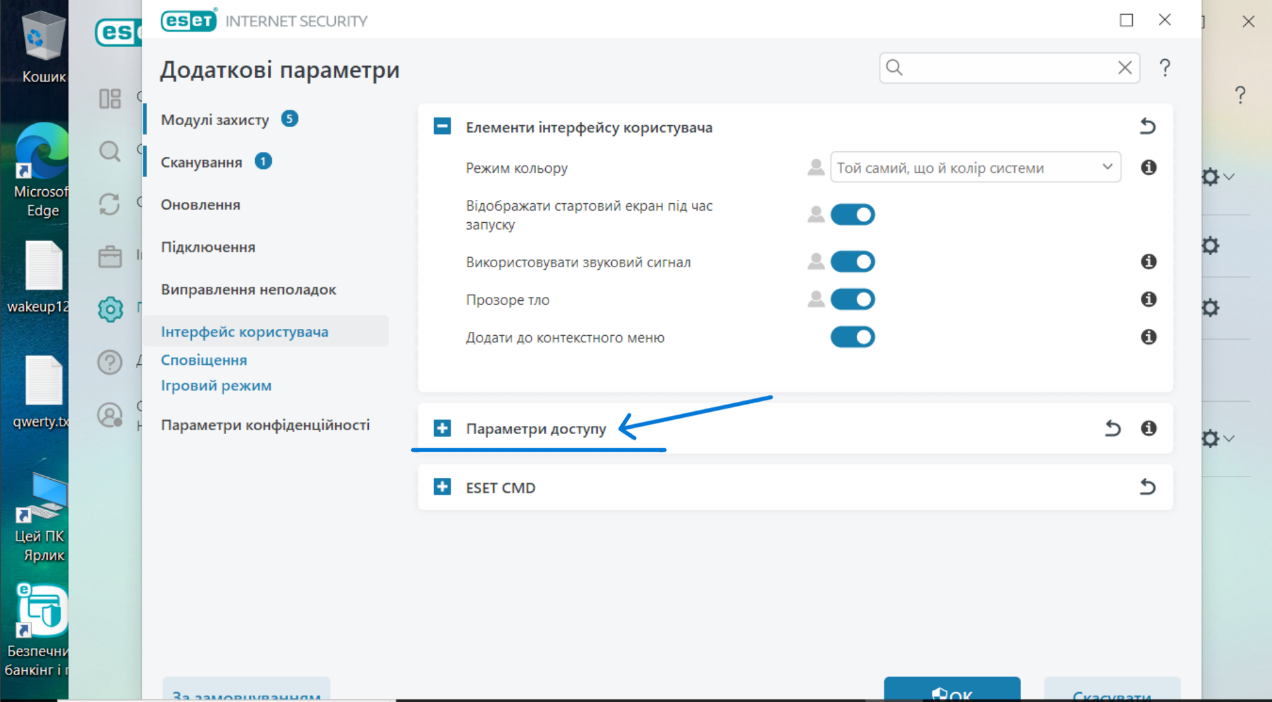 Кошик
Microsoft
Edge
wakeup12
qwerty.tx
Цей ПК
Ярлик
Безпечни
банкінг і п
es
eset INTERNET SECURITY
Додаткові параметри
?
?
Модулі захисту 5
Сканування 1
Оновлення
Підключення
Виправлення неполадок
Інтерфейс користувача
Сповіщення
Ігровий режим
Параметри конфіденційності
Елементи інтерфейсу користувача
Режим кольору
Той самий, що й колір системи
Відображати стартовий екран під час
запуску
Використовувати звуковий сигнал
Прозоре тло
Додати до контекстного меню
Параметри доступу
ESET CMD
За замовчуванням
OK
Скасувати